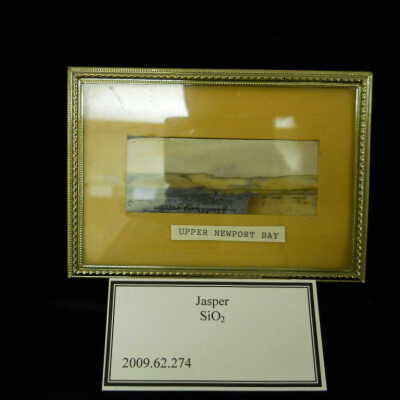 UPPER NEWPORT BAY
Jasper
SiO₂
2009.62.274